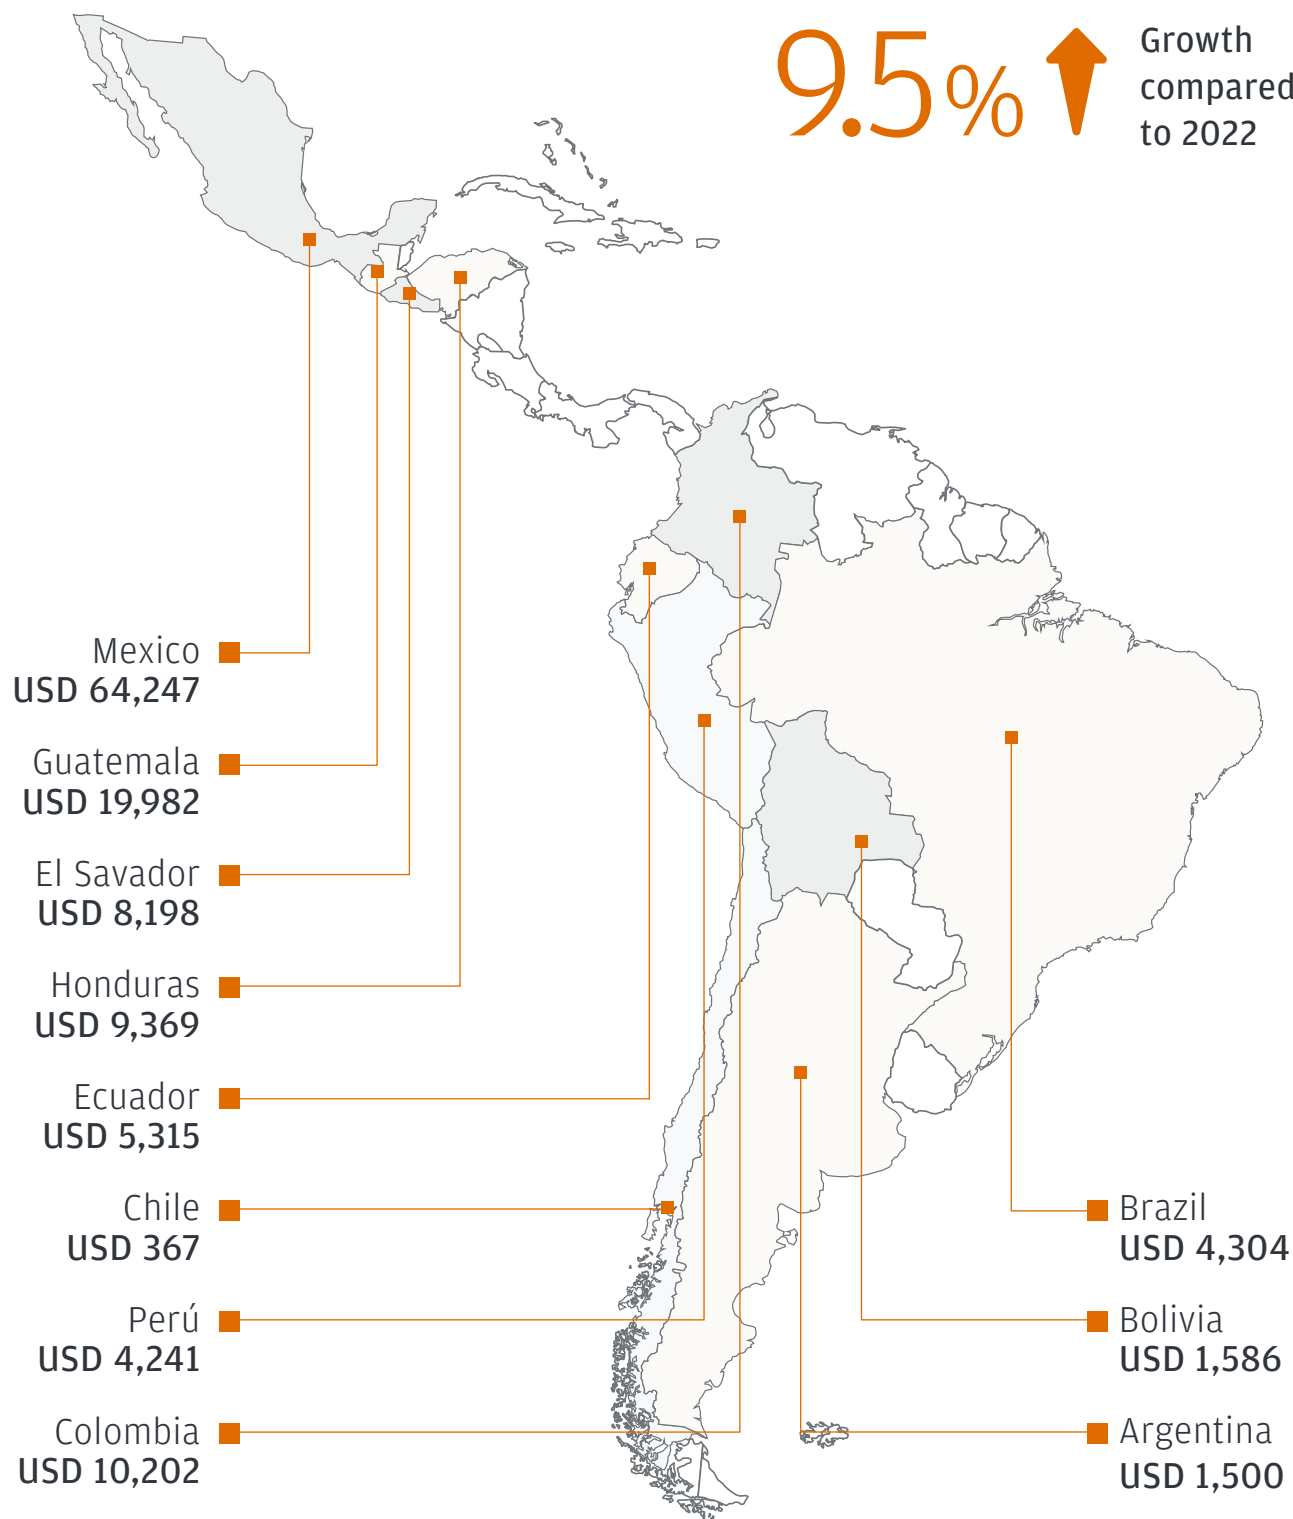 9.5%
Growth
compared
to 2022
Mexico
USD 64,247
Guatemala
USD 19,982
El Savador
USD 8,198
Honduras
USD 9,369
Ecuador
USD 5,315
Chile
USD 367
Perú
USD 4,241
Colombia
USD 10,202
Brazil
USD 4,304
Bolivia
USD 1,586
Argentina
USD 1,500